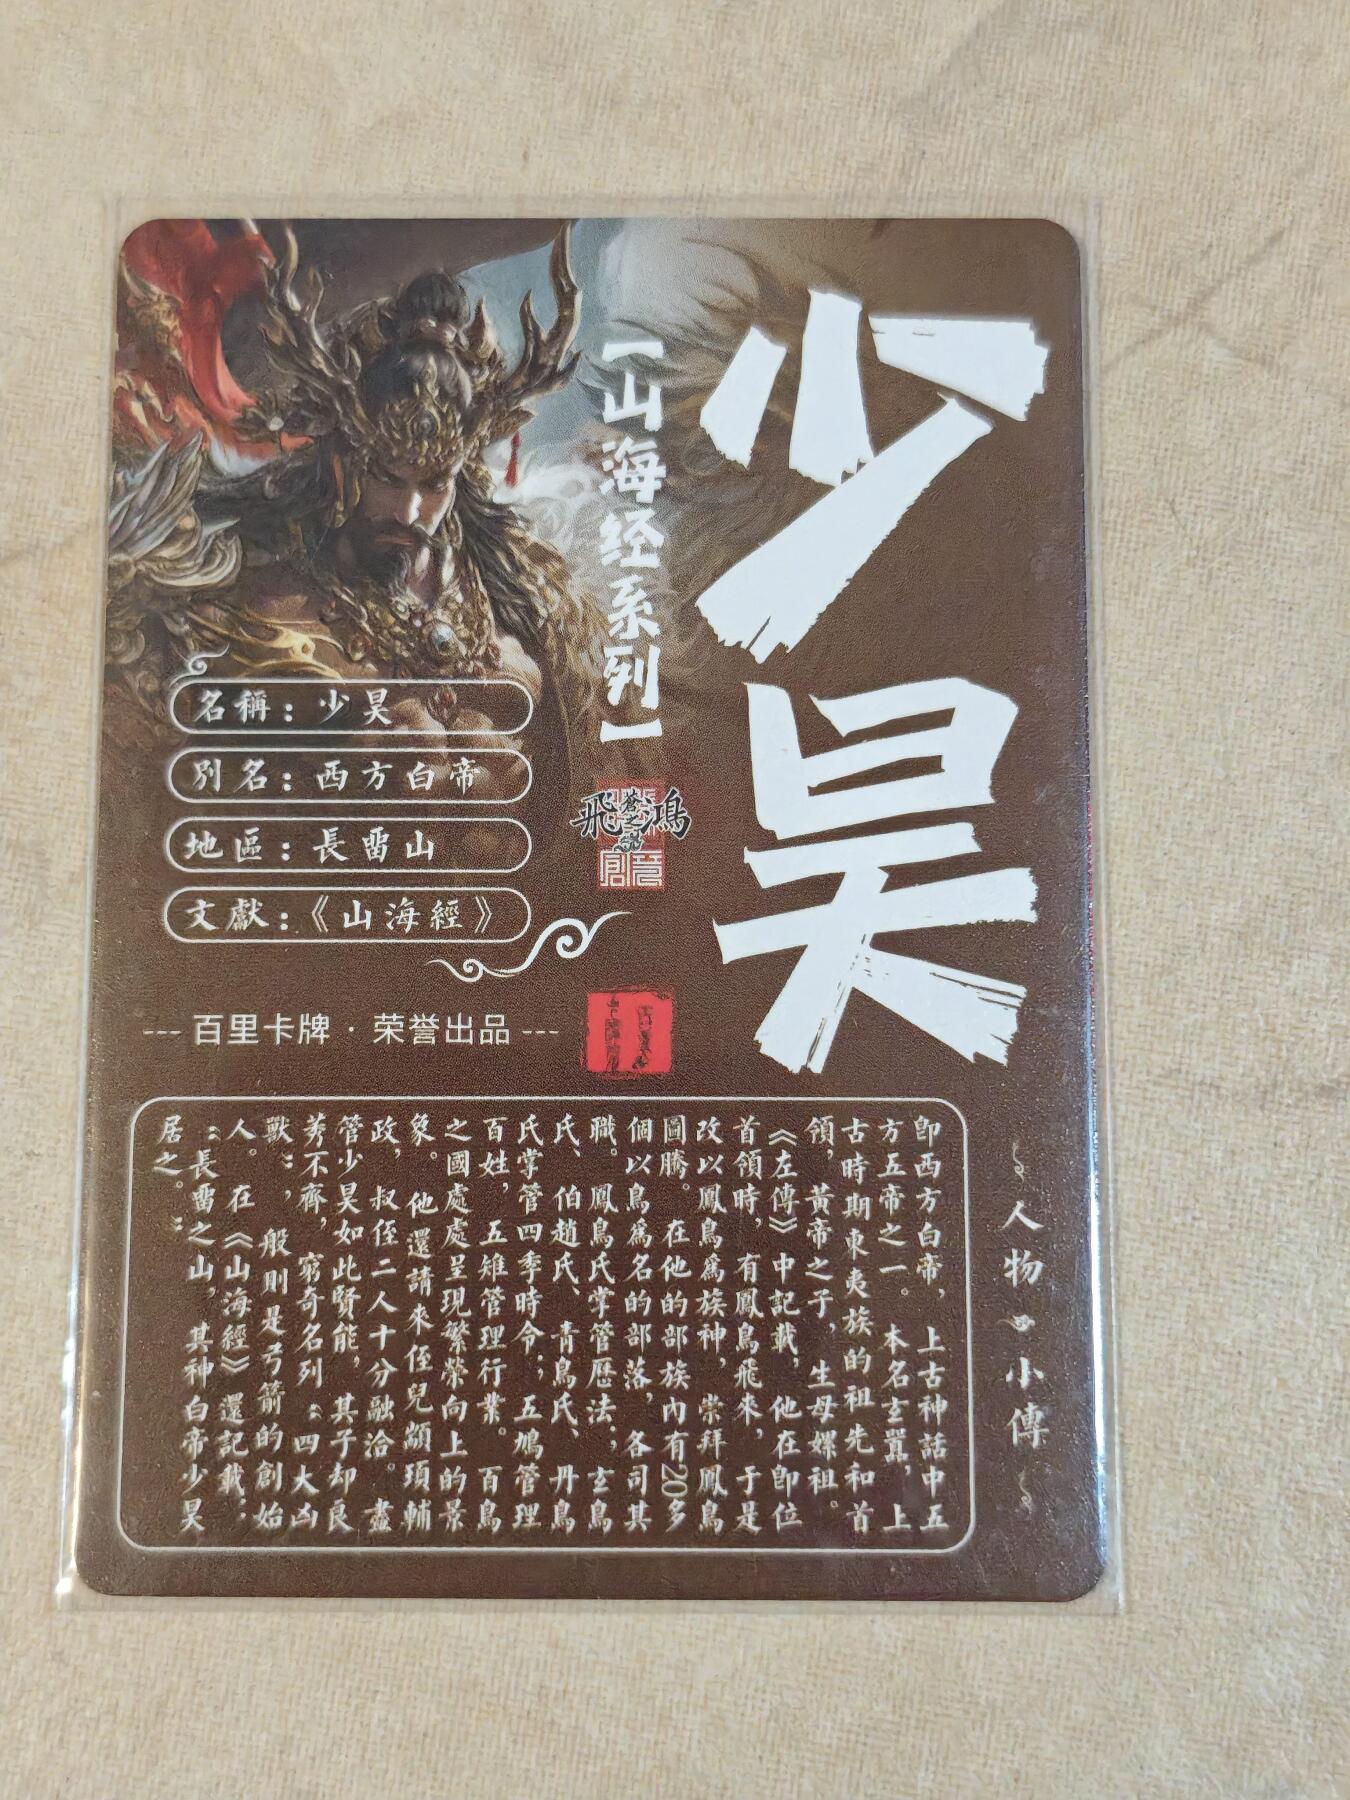 少昊
【山海经系列】
飛蒼之鴻
創意
名稱：少昊
別名：西方白帝
地區：長畱山
文獻：《山海經》
--- 百里卡牌 · 荣誉出品 ---
人物小傳
卽西方白帝，上古神話中五
方五帝之一。本名玄囂，上
古時期東夷族的祖先和首
領，黃帝之子，生母嫘祖。
《左傳》中記載，他在卽位
首領時，有鳳鳥飛來，于是
改以鳳鳥爲族神，崇拜鳳鳥
圖騰。在他的部族內有20多
個以鳥爲名的部落，各司其
職。鳳鳥氏掌管歷法；玄鳥
氏、伯趙氏、青鳥氏、丹鳥
氏掌管四季時令；五鳩管理
百姓，五雉管理行業。百鳥
之國處處呈現繁榮向上的景
象。他還請來侄兒顓頊輔
政，叔侄二人十分融洽。盡
管少昊如此賢能，其子却良
莠不齊，窮奇名列“四大凶
獸”，般則是弓箭的創始
人。在《山海經》還記載：
“長畱之山，其神白帝少昊
居之。”